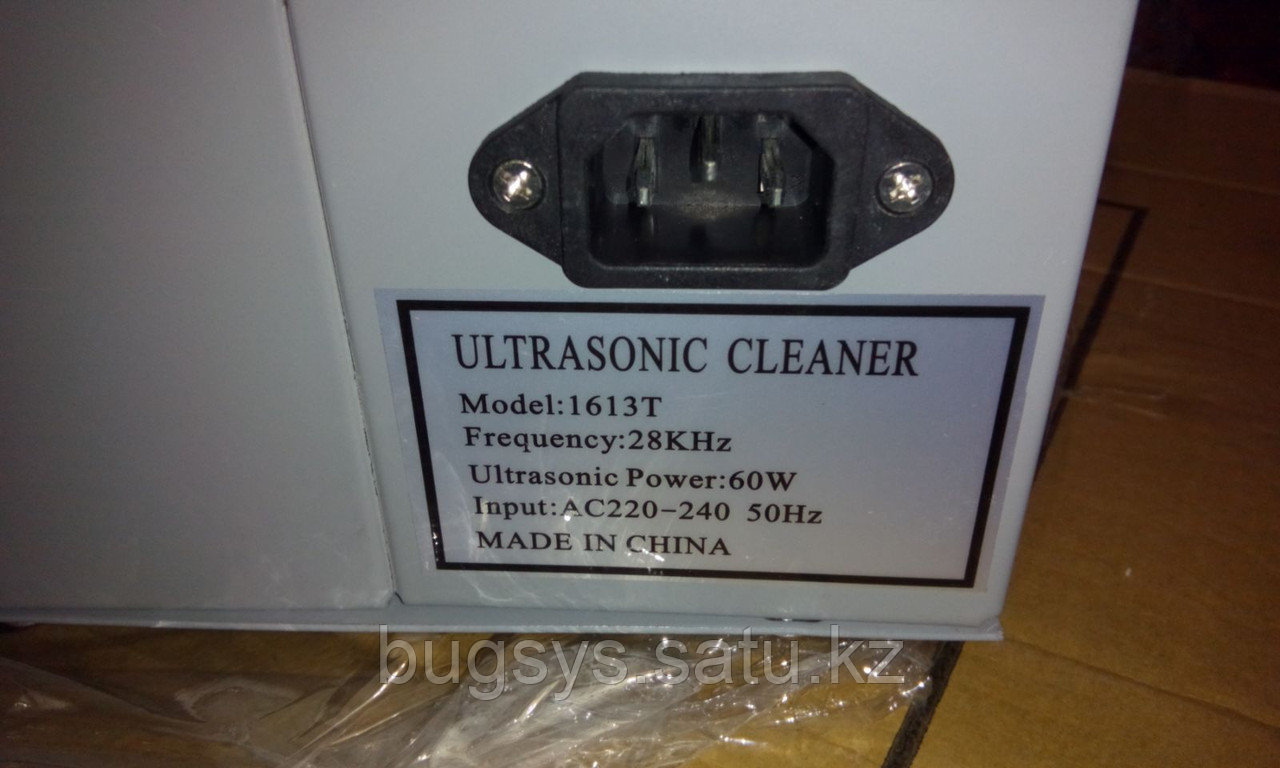 ULTRASONIC CLEANER
Model:1613T
Frequency:28KHz
Ultrasonic Power:60W
Input:AC220-240 50Hz
MADE IN CHINA
bugsys.satu.kz